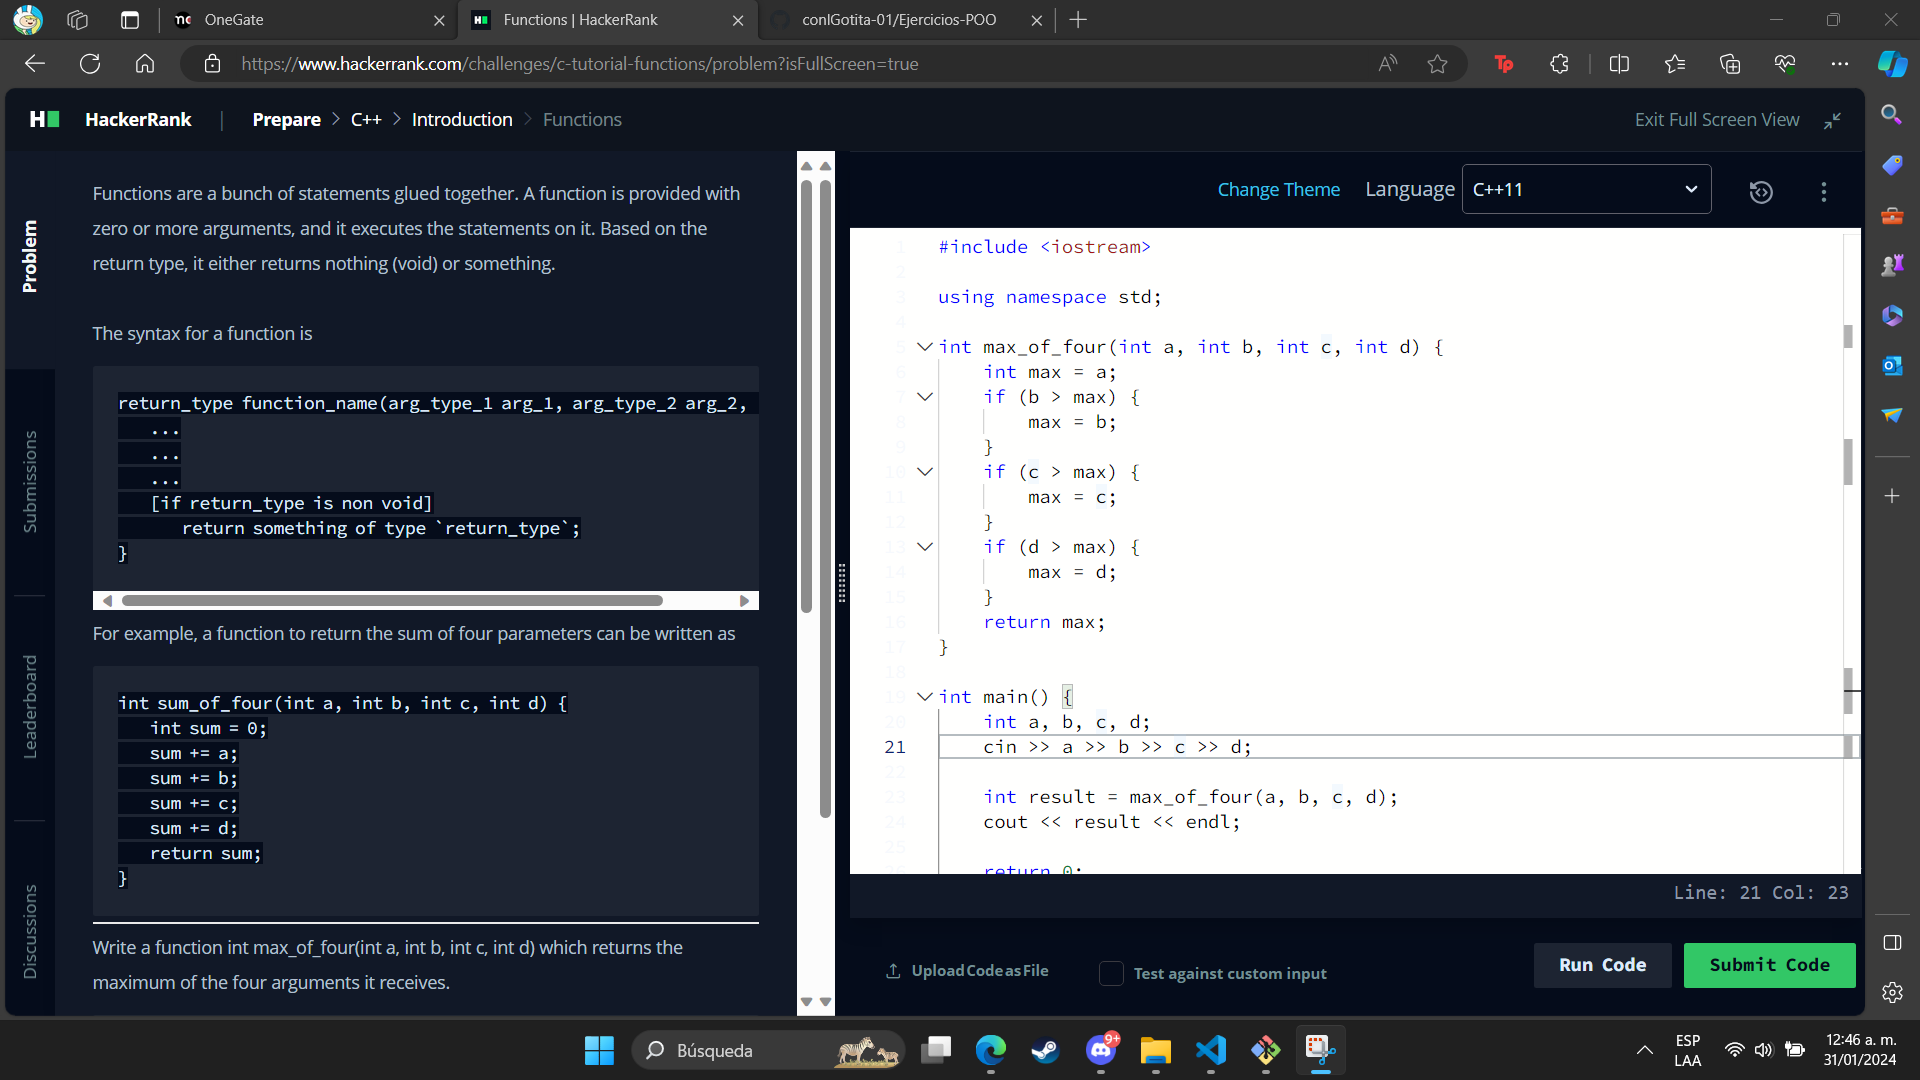 OneGate
Functions | HackerRank
conlGotita-01/Ejercicios-POO
https://www.hackerrank.com/challenges/c-tutorial-functions/problem?isFullScreen=true
HackerRank | Prepare > C++ > Introduction > Functions
Exit Full Screen View
Problem
Submissions
Leaderboard
Discussions
Functions are a bunch of statements glued together. A function is provided with
zero or more arguments, and it executes the statements on it. Based on the
return type, it either returns nothing (void) or something.
The syntax for a function is
return_type function_name(arg_type_1 arg_1, arg_type_2 arg_2,
...
...
...
[if return_type is non void]
return something of type `return_type`;
}
For example, a function to return the sum of four parameters can be written as
int sum_of_four(int a, int b, int c, int d) {
int sum = 0;
sum += a;
sum += b;
sum += c;
sum += d;
return sum;
}
Write a function int max_of_four(int a, int b, int c, int d) which returns the
maximum of the four arguments it receives.
Change Theme
Language
C++11
1 #include <iostream>
2
3 using namespace std;
4
5 int max_of_four(int a, int b, int c, int d) {
6 int max = a;
7 if (b > max) {
8 max = b;
9 }
10 if (c > max) {
11 max = c;
12 }
13 if (d > max) {
14 max = d;
15 }
16 return max;
17 }
18
19 int main() {
20 int a, b, c, d;
21 cin >> a >> b >> c >> d;
22
23 int result = max_of_four(a, b, c, d);
24 cout << result << endl;
25
26 return 0;
Line: 21 Col: 23
Upload Code as File
Test against custom input
Run Code
Submit Code
Búsqueda
9+
ESP
LAA
12:46 a. m.
31/01/2024